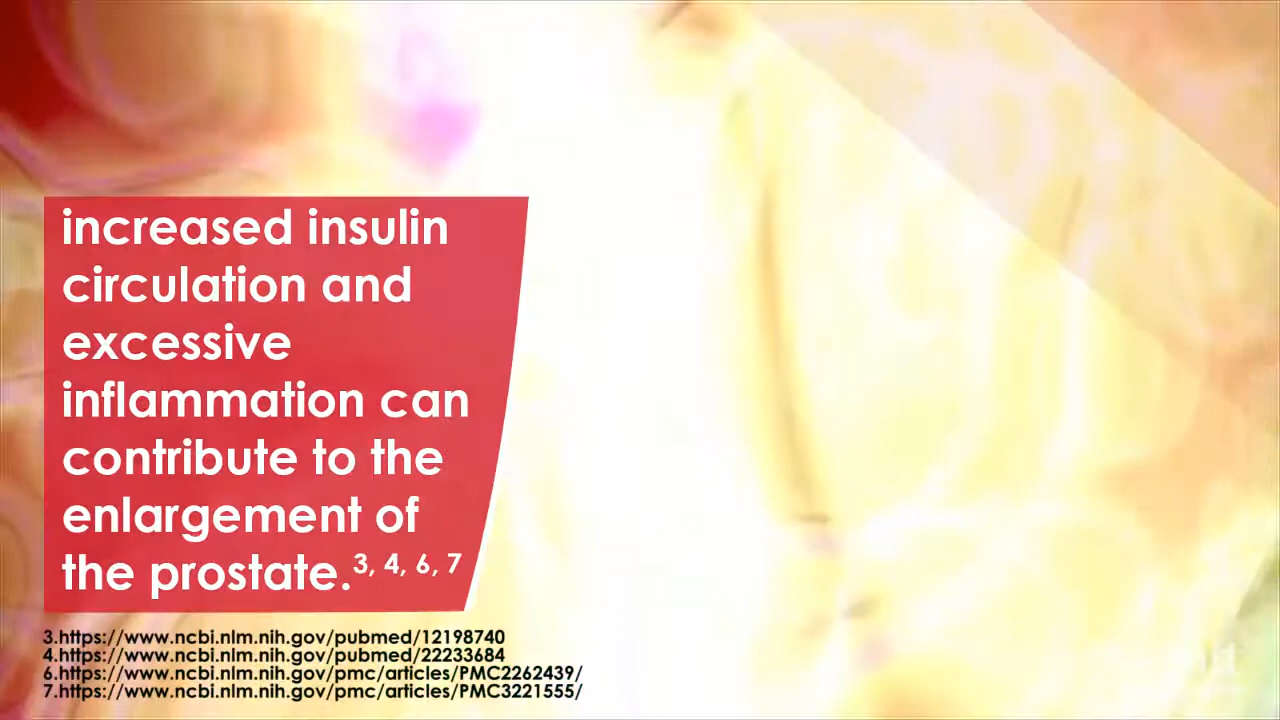 increased insulin
circulation and
excessive
inflammation can
contribute to the
enlargement of
the prostate.3, 4, 6, 7
3.https://www.ncbi.nlm.nih.gov/pubmed/12198740
4.https://www.ncbi.nlm.nih.gov/pubmed/22233684
6.https://www.ncbi.nlm.nih.gov/pmc/articles/PMC2262439/
7.https://www.ncbi.nlm.nih.gov/pmc/articles/PMC3221555/